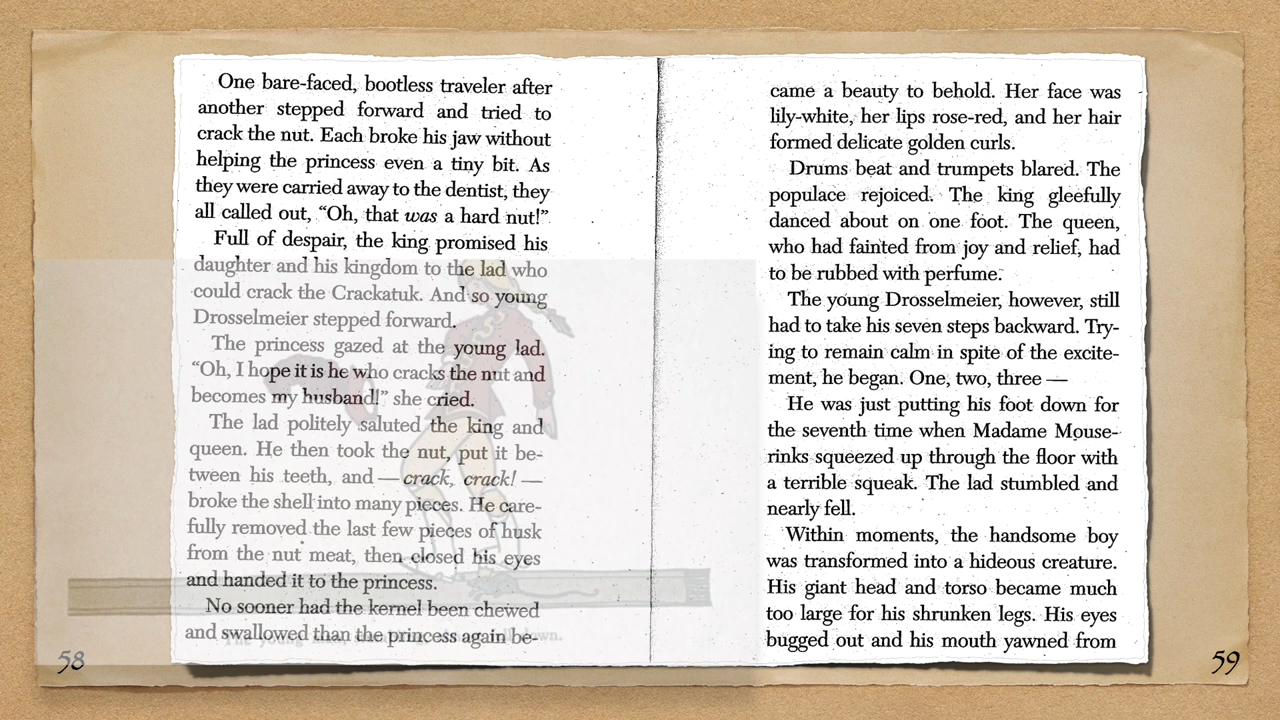 One bare-faced, bootless traveler after
another stepped forward and tried to
crack the nut. Each broke his jaw without
helping the princess even a tiny bit. As
they were carried away to the dentist, they
all called out, “Oh, that was a hard nut!”
Full of despair, the king promised his
daughter and his kingdom to the lad who
could crack the Crackatuk. And so young
Drosselmeier stepped forward.
The princess gazed at the young lad.
“Oh, I hope it is he who cracks the nut and
becomes my husband!” she cried.
The lad politely saluted the king and
queen. He then took the nut, put it be-
tween his teeth, and — crack, crack! —
broke the shell into many pieces. He care-
fully removed the last few pieces of husk
from the nut meat, then closed his eyes
and handed it to the princess.
No sooner had the kernel been chewed
and swallowed than the princess again be-
58
came a beauty to behold. Her face was
lily-white, her lips rose-red, and her hair
formed delicate golden curls.
Drums beat and trumpets blared. The
populace rejoiced. The king gleefully
danced about on one foot. The queen,
who had fainted from joy and relief, had
to be rubbed with perfume.
The young Drosselmeier, however, still
had to take his seven steps backward. Try-
ing to remain calm in spite of the excite-
ment, he began. One, two, three —
He was just putting his foot down for
the seventh time when Madame Mouse-
rinks squeezed up through the floor with
a terrible squeak. The lad stumbled and
nearly fell.
Within moments, the handsome boy
was transformed into a hideous creature.
His giant head and torso became much
too large for his shrunken legs. His eyes
bugged out and his mouth yawned from
59